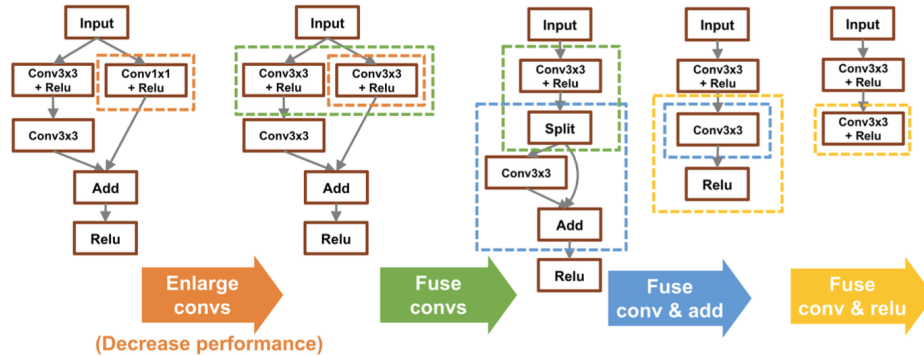 Input
Conv3x3
+ Relu
Conv1x1
+ Relu
Conv3x3
Add
Relu
Input
Conv3x3
+ Relu
Conv3x3
+ Relu
Conv3x3
Add
Relu
Input
Conv3x3
+ Relu
Split
Conv3x3
Add
Relu
Input
Conv3x3
+ Relu
Conv3x3
Relu
Input
Conv3x3
+ Relu
Conv3x3
+ Relu
Enlarge
convs
(Decrease performance)
Fuse
convs
Fuse
conv & add
Fuse
conv & relu